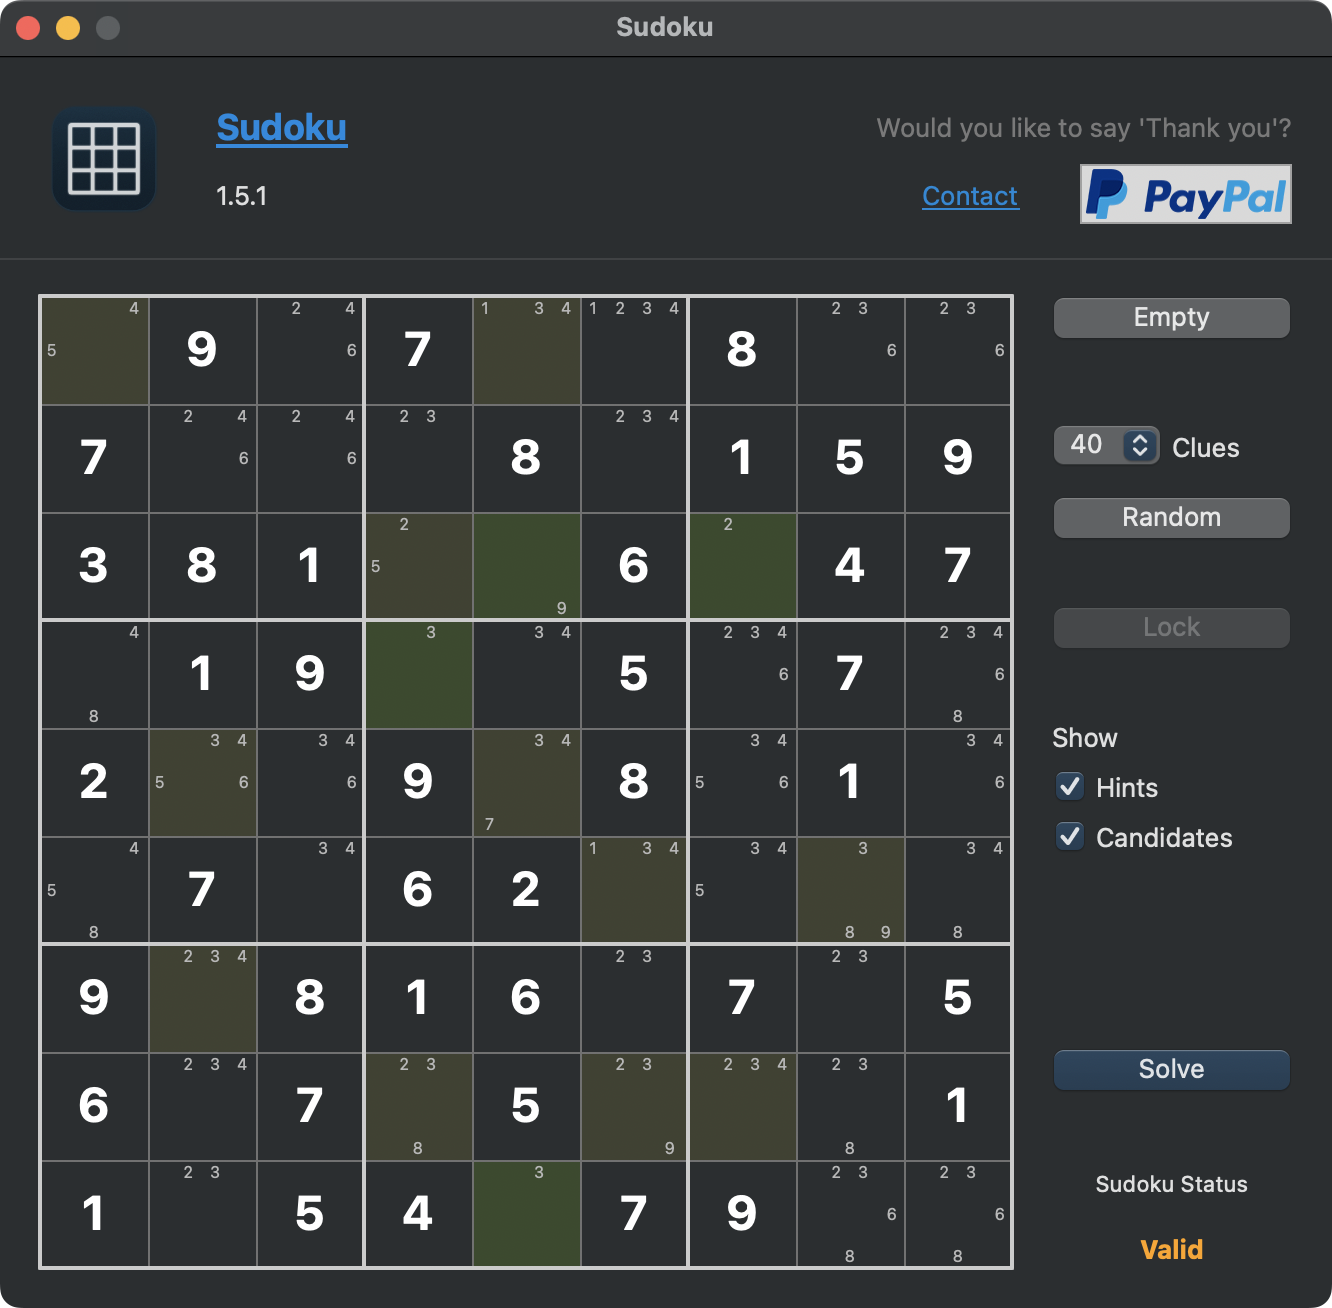 Sudoku
Sudoku
Would you like to say 'Thank you'?
1.5.1
Contact
PayPal
4 5 9 2 4 6 7 1 3 4 1 2 3 4 8 2 3 6 2 3 6
Empty
7 2 4 6 2 4 6 2 3 8 2 3 4 1 5 9
40 Clues
3 8 1 2 5 9 6 2 4 7
Random
4 8 1 9 3 3 4 5 2 3 4 6 7 2 3 4 6 8
Lock
2 3 4 5 6 3 4 6 9 3 4 7 8 3 4 5 6 1 3 4 6
Show
Hints
Candidates
4 5 8 7 3 4 6 2 1 3 4 3 4 5 3 8 9 3 4 8
9 2 3 4 8 1 6 2 3 7 2 3 5
6 2 3 4 7 2 3 8 5 2 3 9 2 3 4 2 3 8 1
Solve
1 2 3 5 4 3 7 9 2 3 6 8 2 3 6 8
Sudoku Status
Valid